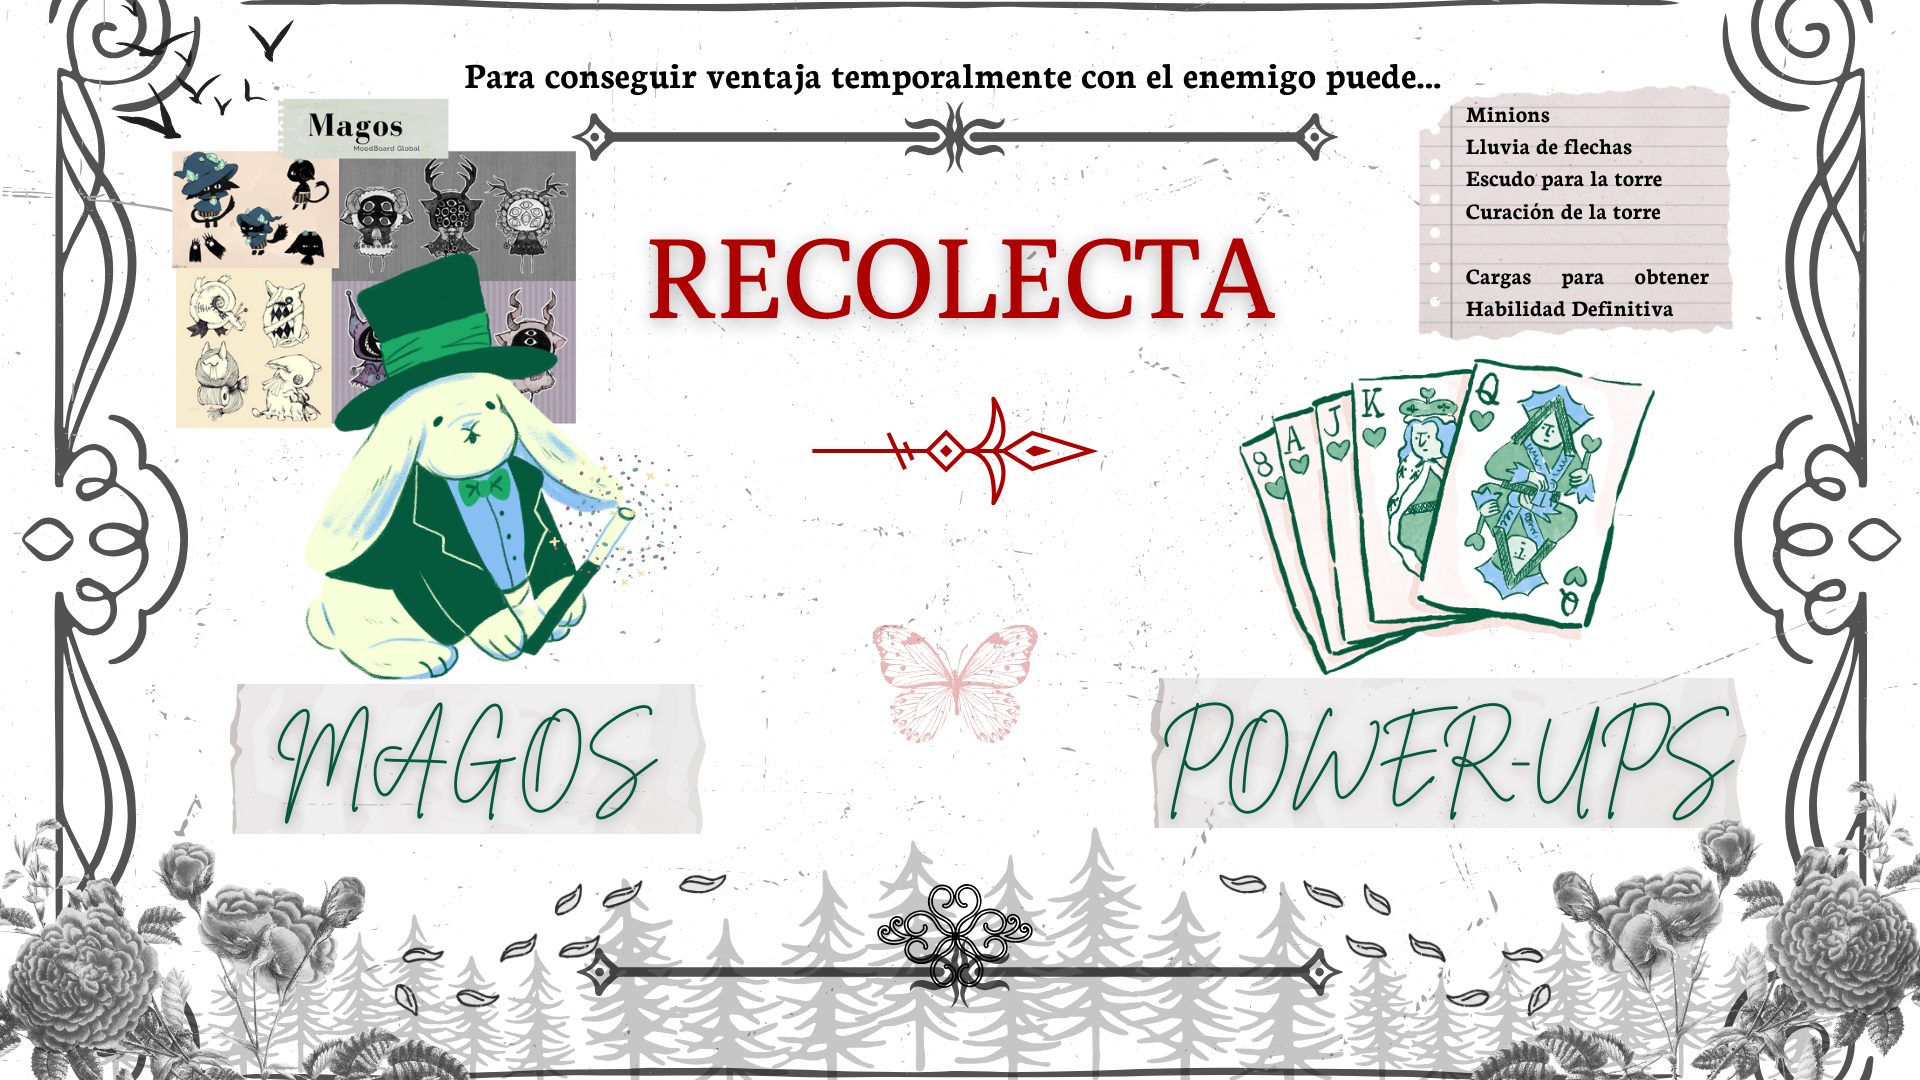 Para conseguir ventaja temporalmente con el enemigo puede...
Magos
MoodBoard Global
Minions
Lluvia de flechas
Escudo para la torre
Curación de la torre
Cargas para obtener
Habilidad Definitiva
RECOLECTA
8
A
J
K
Q
Q
MAGOS
POWER-UPS